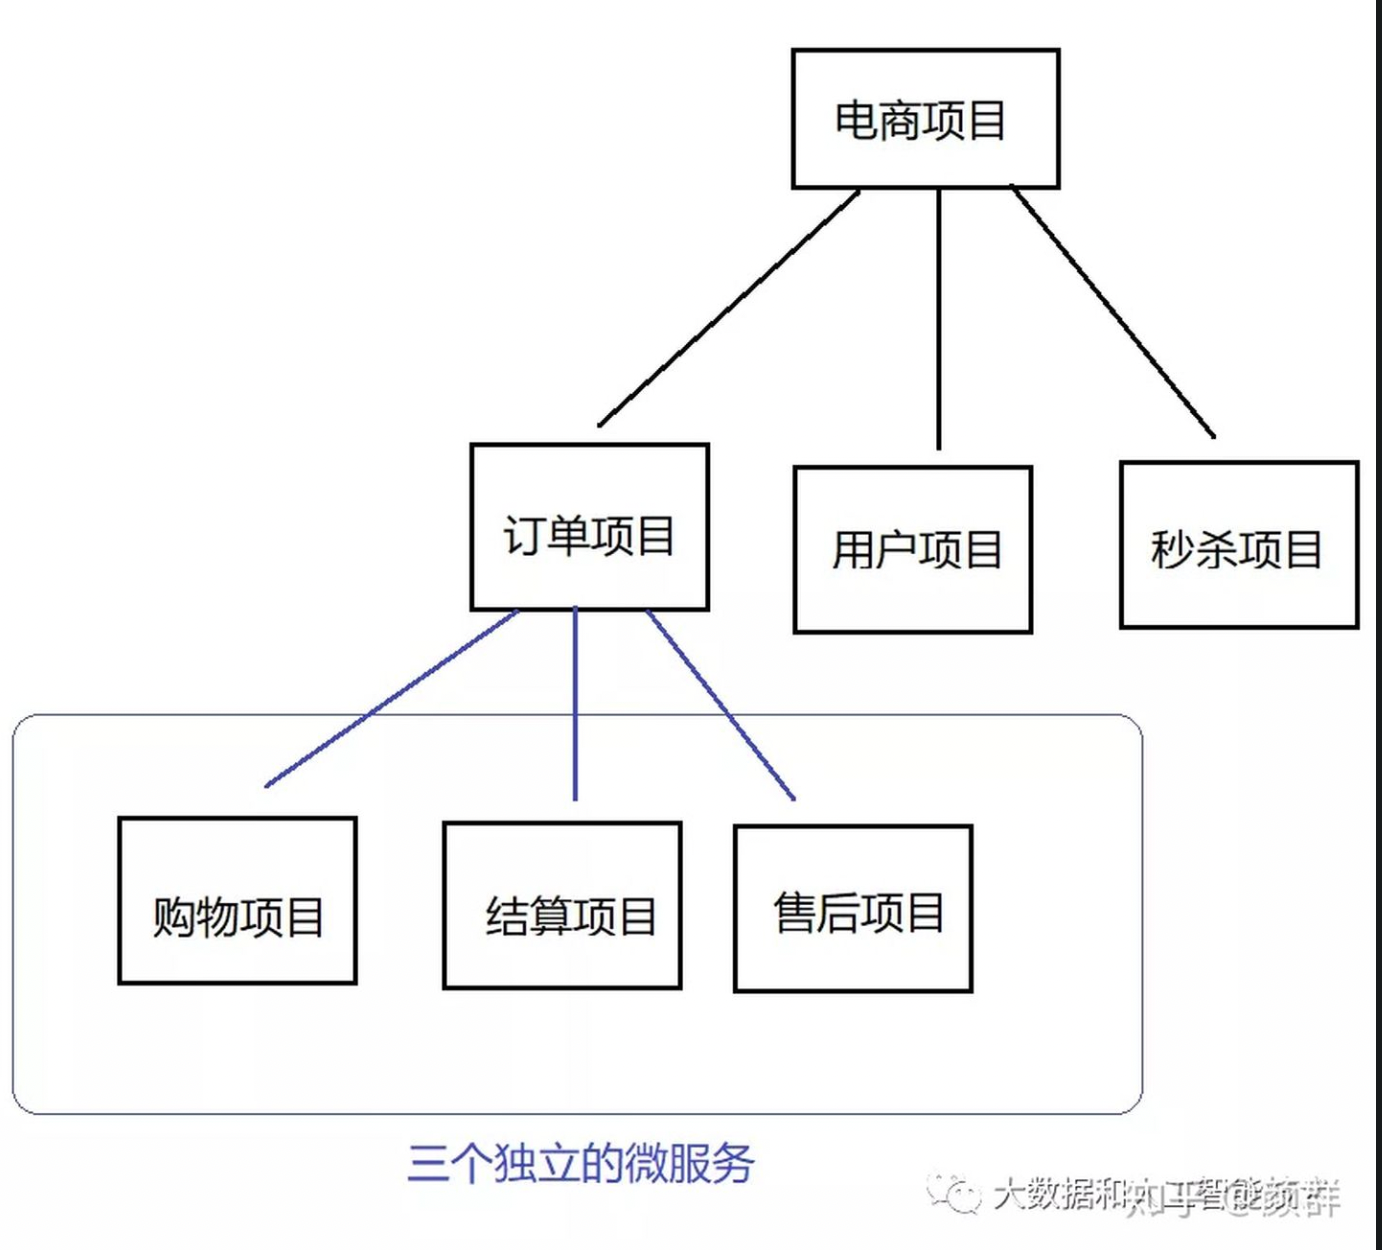 电商项目
订单项目
用户项目
秒杀项目
购物项目
结算项目
售后项目
三个独立的微服务
大数据和人工智能
知乎 @颜群